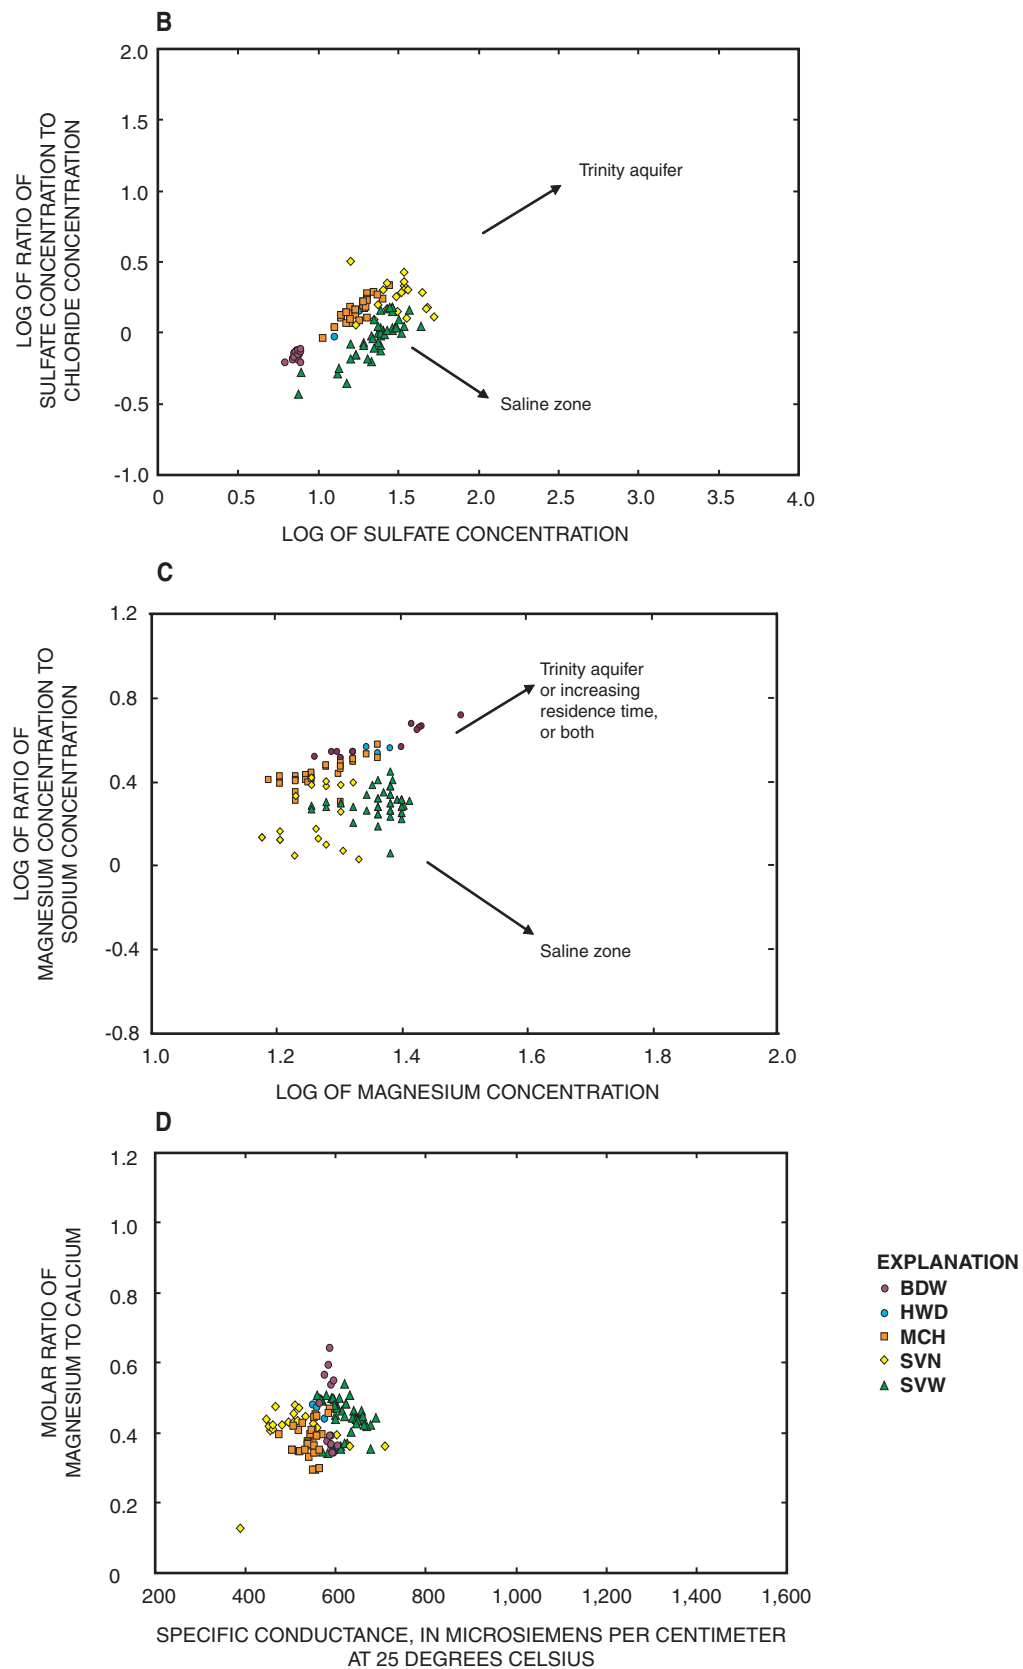 B
2.0
1.5
1.0
0.5
0
-0.5
-1.0
LOG OF RATIO OF
SULFATE CONCENTRATION TO
CHLORIDE CONCENTRATION
Trinity aquifer
Saline zone
0 0.5 1.0 1.5 2.0 2.5 3.0 3.5 4.0
LOG OF SULFATE CONCENTRATION
C
1.2
0.8
0.4
0
-0.4
-0.8
LOG OF RATIO OF
MAGNESIUM CONCENTRATION TO
SODIUM CONCENTRATION
Trinity aquifer
or increasing
residence time,
or both
Saline zone
1.0 1.2 1.4 1.6 1.8 2.0
LOG OF MAGNESIUM CONCENTRATION
D
1.2
1.0
0.8
0.6
0.4
0.2
0
MOLAR RATIO OF
MAGNESIUM TO CALCIUM
200 400 600 800 1,000 1,200 1,400 1,600
SPECIFIC CONDUCTANCE, IN MICROSIEMENS PER CENTIMETER
AT 25 DEGREES CELSIUS
EXPLANATION
BDW
HWD
MCH
SVN
SVW